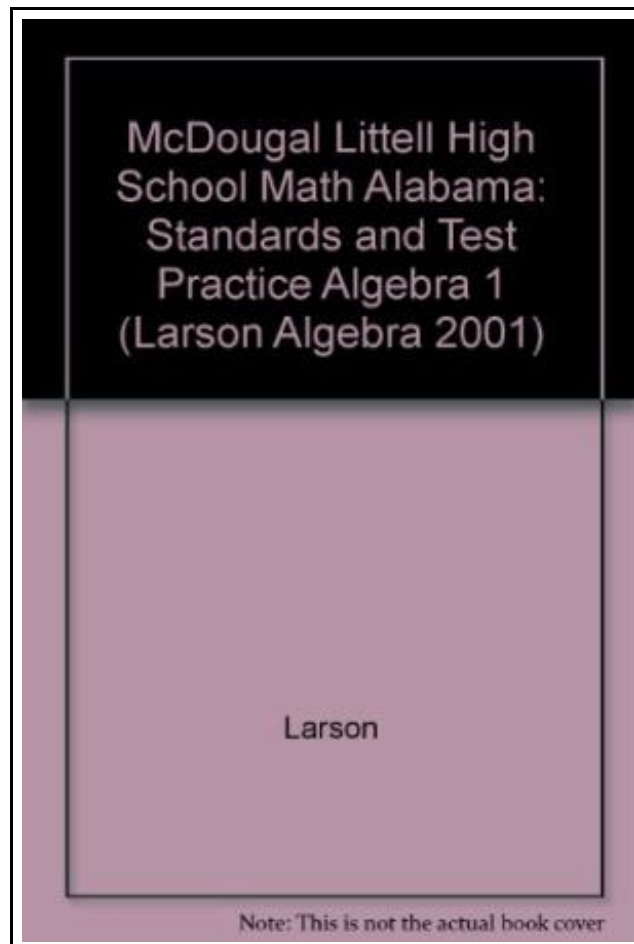 McDougal Littell High
School Math Alabama:
Standards and Test
Practice Algebra 1
(Larson Algebra 2001)
Larson
Note: This is not the actual book cover